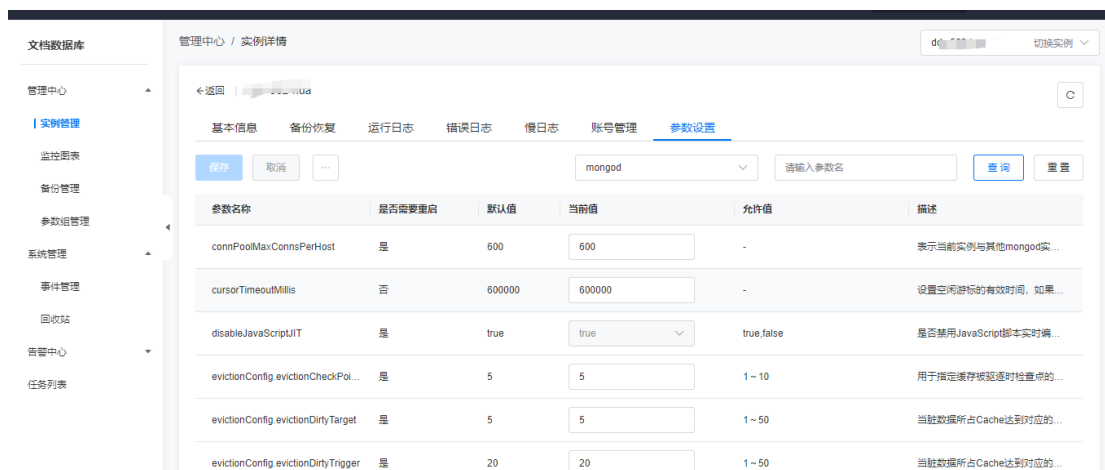 文档数据库
管理中心 / 实例详情
切换实例
管理中心
实例管理
监控图表
备份管理
参数组管理
系统管理
事件管理
回收站
告警中心
任务列表
←返回
基本信息 备份恢复 运行日志 错误日志 慢日志 账号管理 参数设置
保存 取消 ... mongod 请输入参数名 查询 重置
参数名称 是否需要重启 默认值 当前值 允许值 描述
connPoolMaxConnsPerHost 是 600 600 - 表示当前实例与其他mongod实...
cursorTimeoutMillis 否 600000 600000 - 设置空闲游标的有效时间，如果...
disableJavaScriptJIT 是 true true true,false 是否禁用JavaScript脚本实时编...
evictionConfig.evictionCheckPoi... 是 5 5 1 ~ 10 用于指定缓存被驱逐时检查点的...
evictionConfig.evictionDirtyTarget 是 5 5 1 ~ 50 当脏数据所占Cache达到对应的...
evictionConfig.evictionDirtyTrigger 是 20 20 1 ~ 50 当脏数据所占Cache达到对应的...